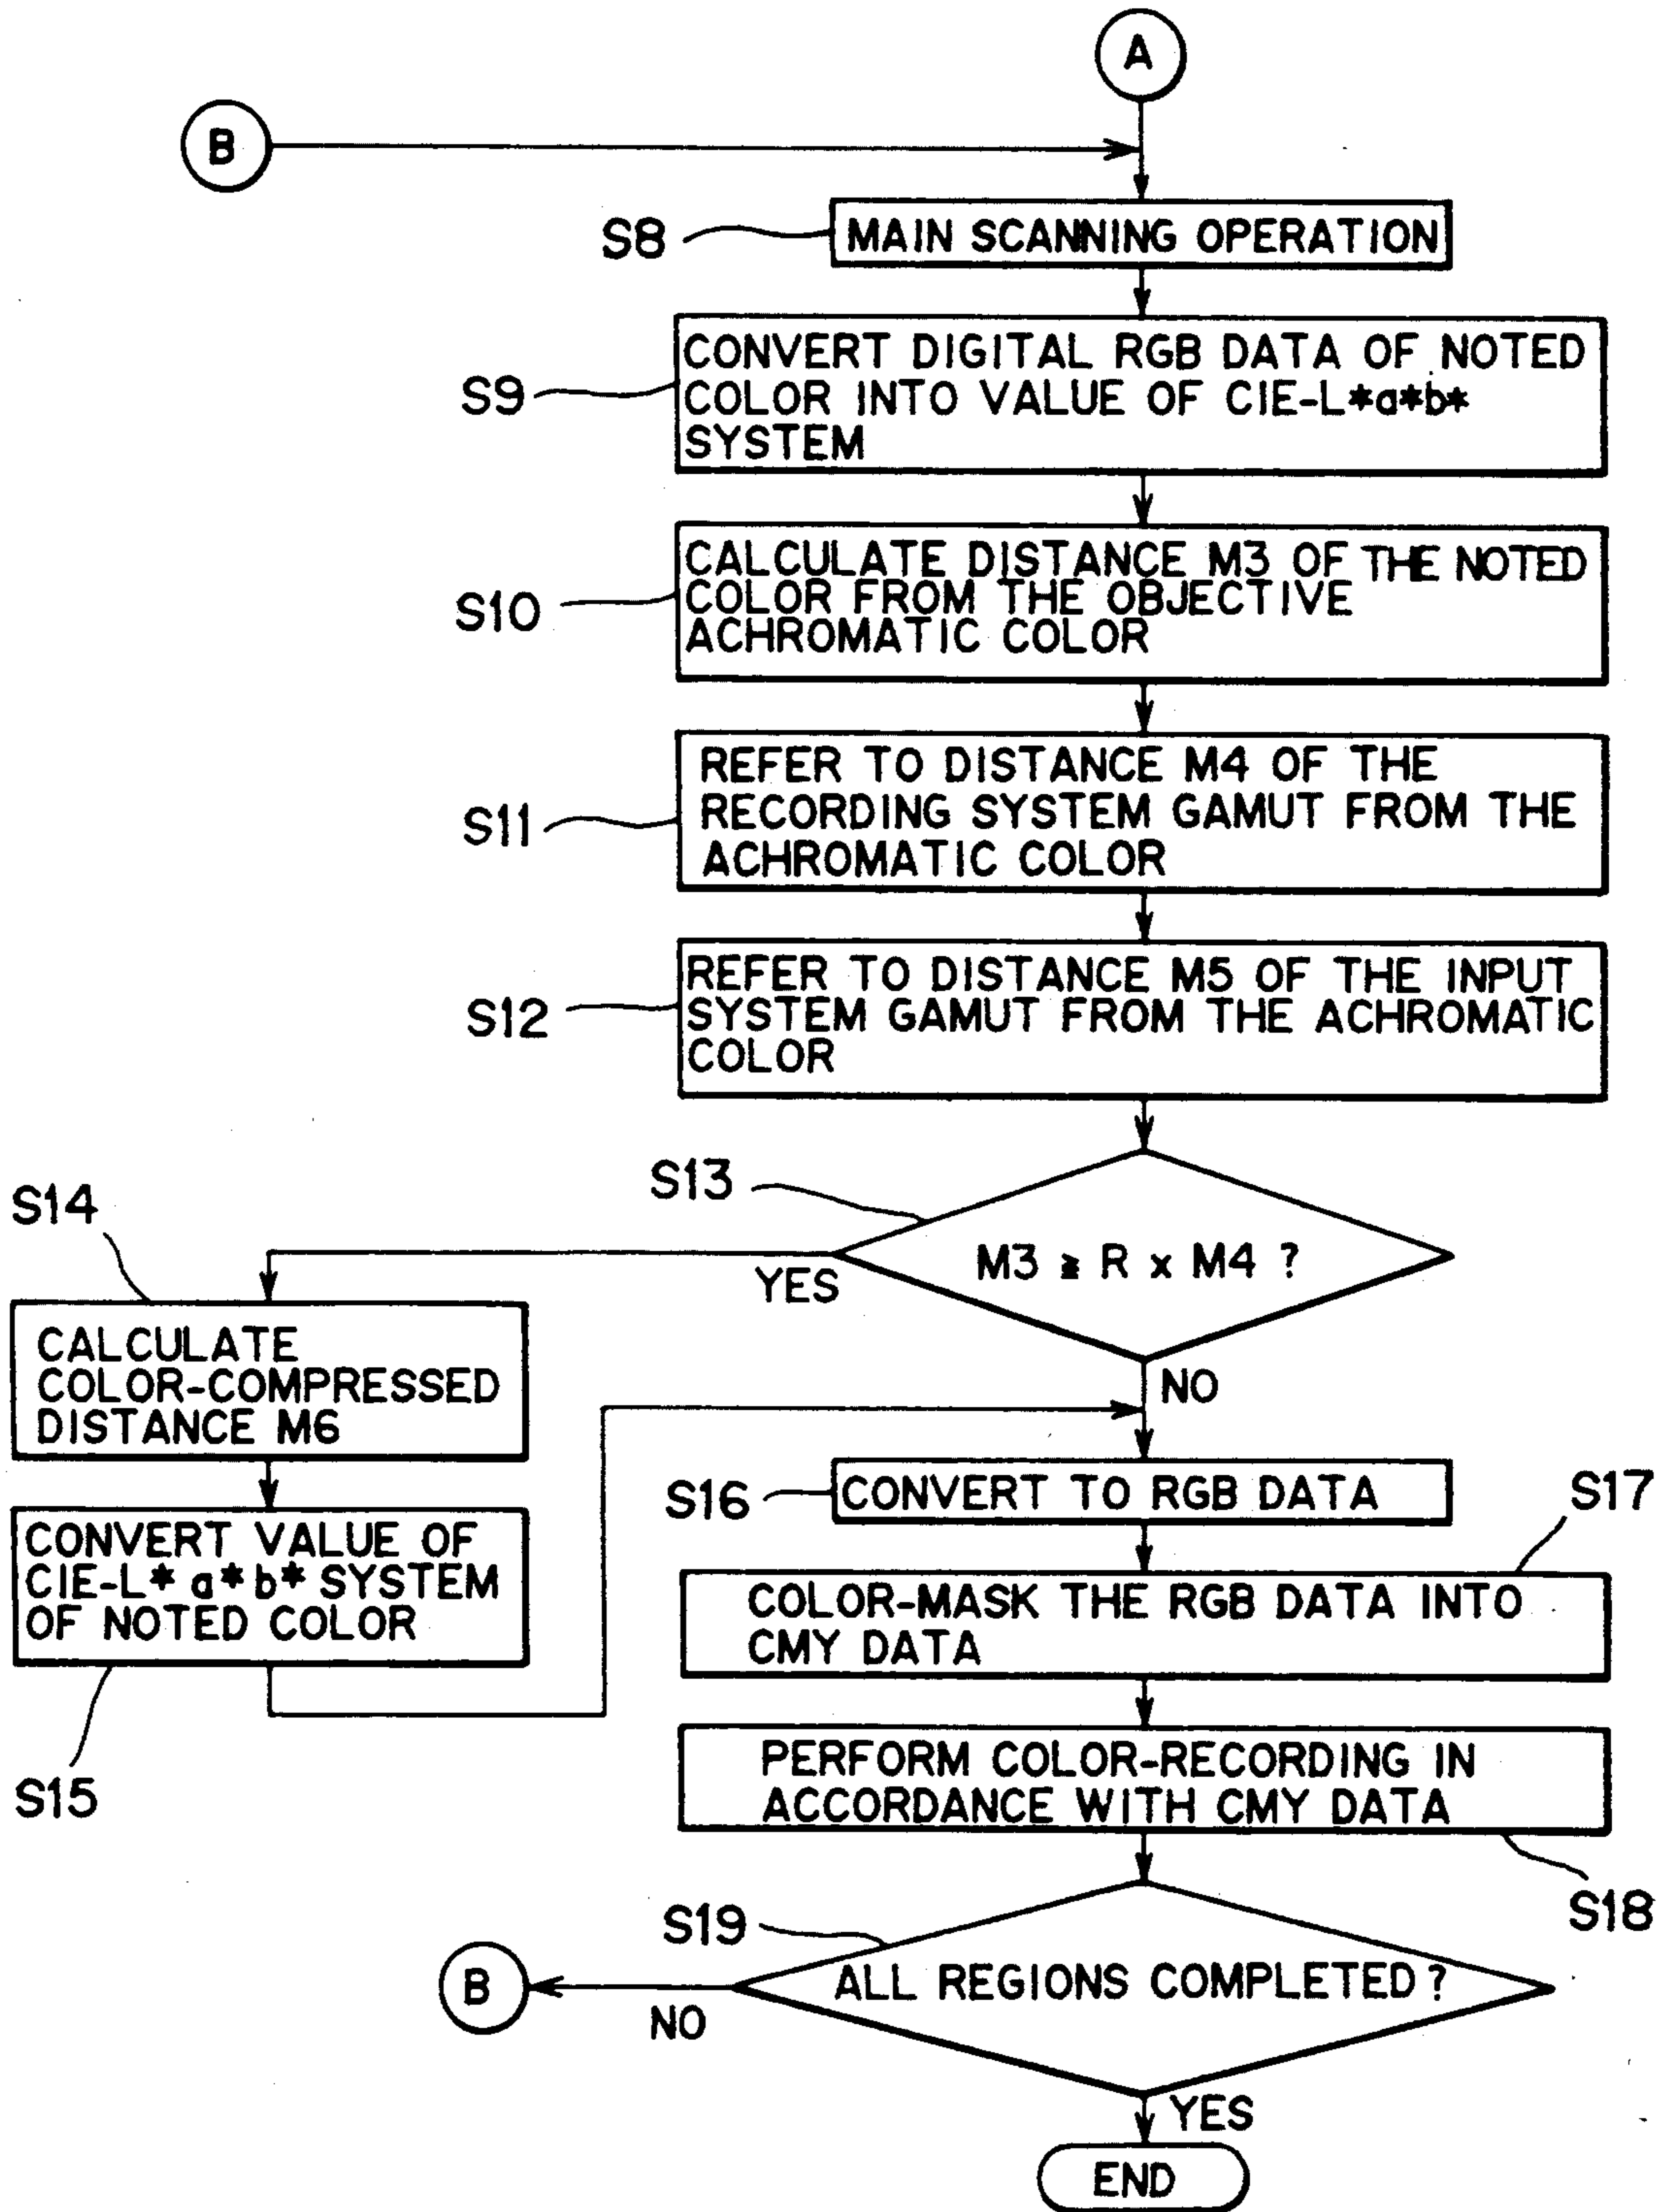 A
B
S8
MAIN SCANNING OPERATION
S9
CONVERT DIGITAL RGB DATA OF NOTED
COLOR INTO VALUE OF CIE-L*a*b*
SYSTEM
S10
CALCULATE DISTANCE M3 OF THE NOTED
COLOR FROM THE OBJECTIVE
ACHROMATIC COLOR
S11
REFER TO DISTANCE M4 OF THE
RECORDING SYSTEM GAMUT FROM THE
ACHROMATIC COLOR
S12
REFER TO DISTANCE M5 OF THE INPUT
SYSTEM GAMUT FROM THE ACHROMATIC
COLOR
S13
M3 ≧ R x M4 ?
YES
NO
S14
CALCULATE
COLOR-COMPRESSED
DISTANCE M6
S15
CONVERT VALUE OF
CIE-L* a* b* SYSTEM
OF NOTED COLOR
S16
CONVERT TO RGB DATA
S17
COLOR-MASK THE RGB DATA INTO
CMY DATA
PERFORM COLOR-RECORDING IN
ACCORDANCE WITH CMY DATA
S18
S19
ALL REGIONS COMPLETED ?
B
NO
YES
END